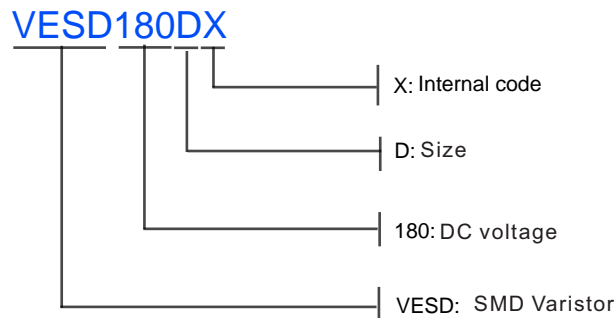 VESD180DX
X: Internal code
D: Size
180: DC voltage
VESD: SMD Varistor